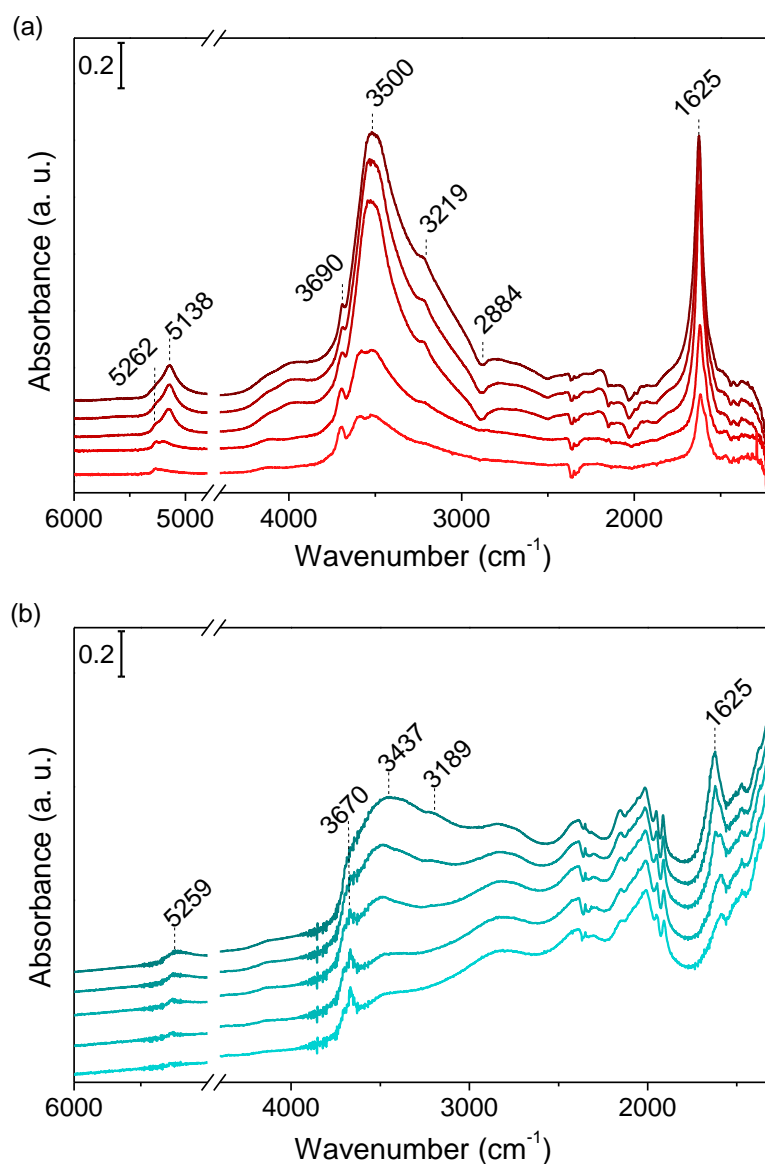 (a)
0.2
3500
1625
3690
3219
2884
5262
5138
Absorbance (a. u.)
6000 5000 4000 3000 2000
Wavenumber (cm⁻¹)
(b)
0.2
1625
3437
3189
3670
5259
Absorbance (a. u.)
6000 4000 3000 2000
Wavenumber (cm⁻¹)